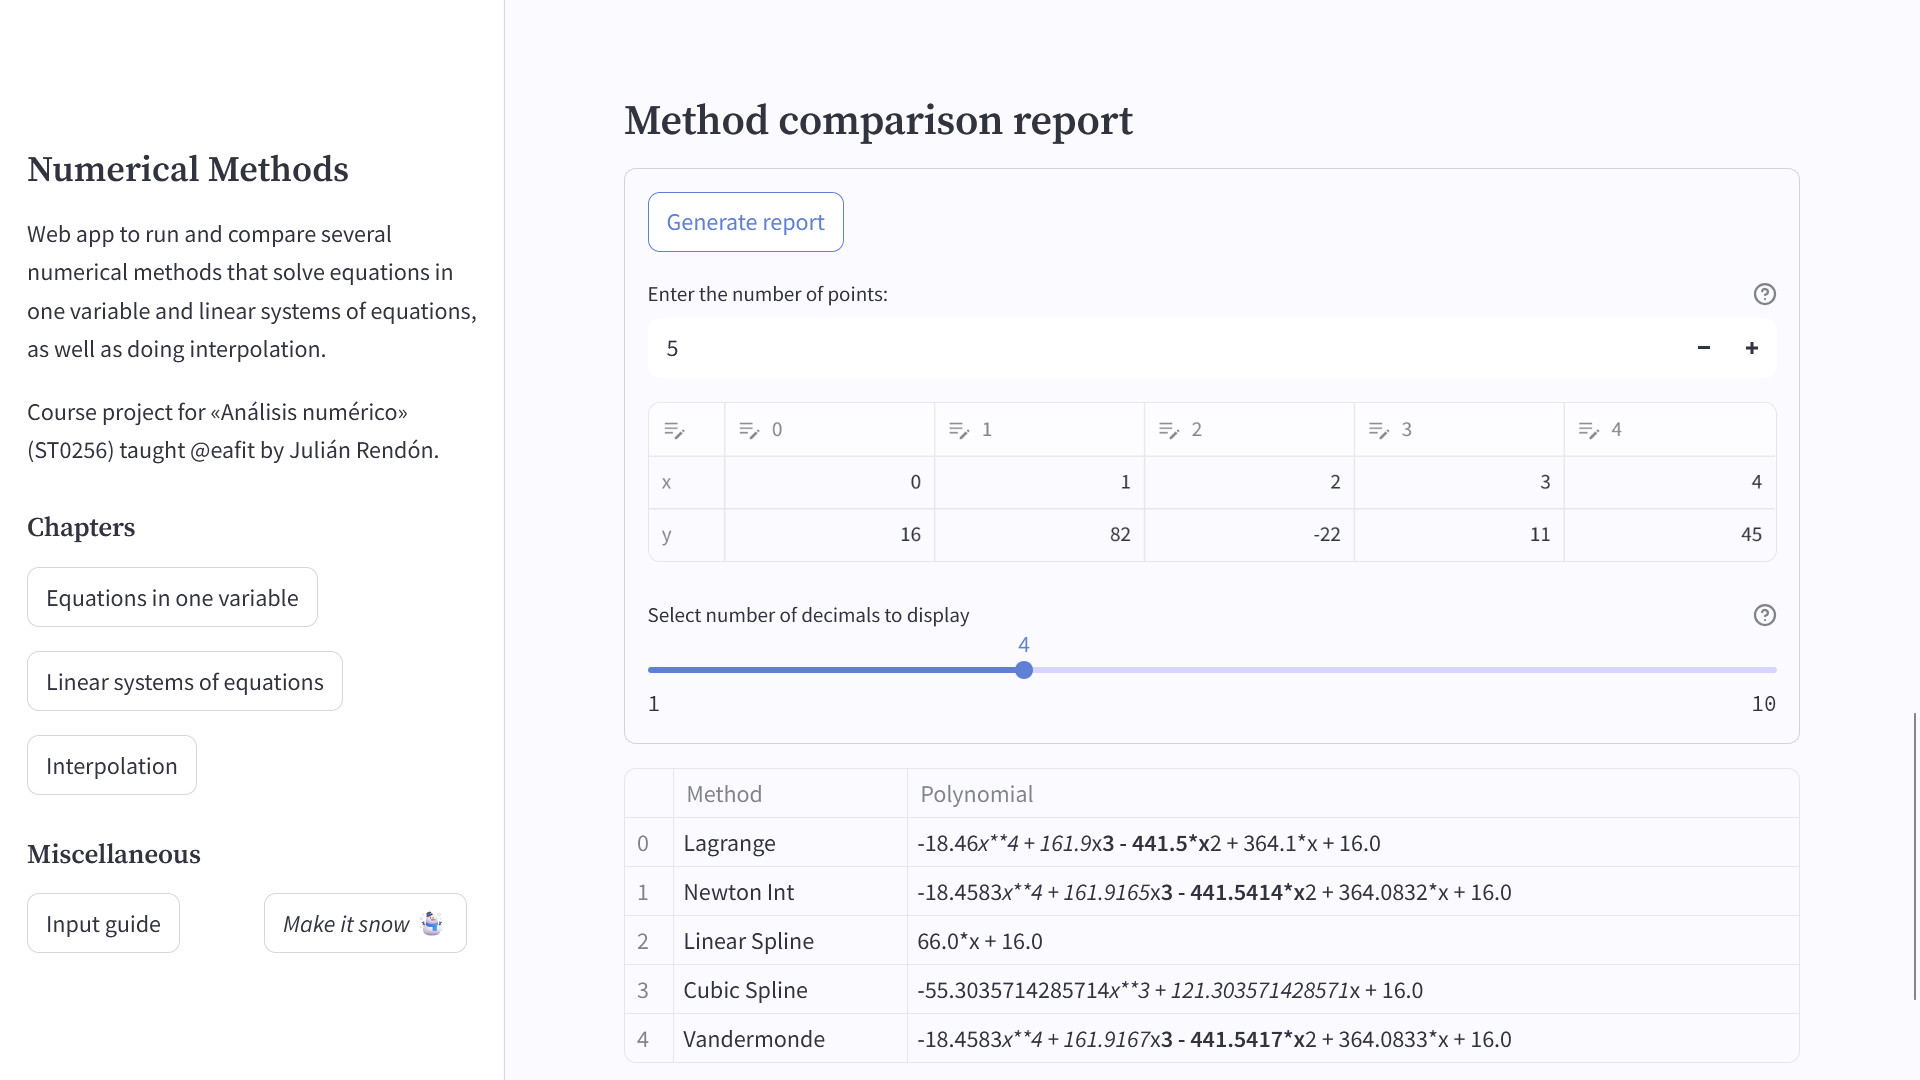 Numerical Methods
Web app to run and compare several
numerical methods that solve equations in
one variable and linear systems of equations,
as well as doing interpolation.
Course project for «Análisis numérico»
(ST0256) taught @eafit by Julián Rendón.
Chapters
Equations in one variable
Linear systems of equations
Interpolation
Miscellaneous
Input guide
Make it snow ☃️
Method comparison report
Generate report
Enter the number of points:
5
0 1 2 3 4
x 0 1 2 3 4
y 16 82 -22 11 45
Select number of decimals to display
4
1 10
Method Polynomial
0 Lagrange -18.46x**4 + 161.9x3 - 441.5*x2 + 364.1*x + 16.0
1 Newton Int -18.4583x**4 + 161.9165x3 - 441.5414*x2 + 364.0832*x + 16.0
2 Linear Spline 66.0*x + 16.0
3 Cubic Spline -55.3035714285714x**3 + 121.303571428571x + 16.0
4 Vandermonde -18.4583x**4 + 161.9167x3 - 441.5417*x2 + 364.0833*x + 16.0